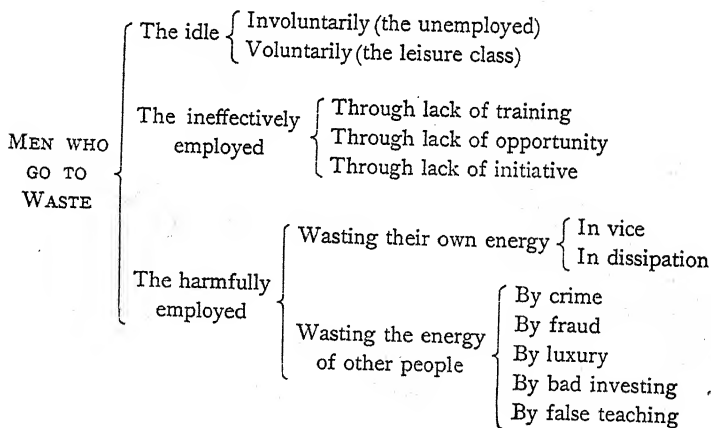 Involuntarily (the unemployed)
The idle
Voluntarily (the leisure class)
Through lack of training
The ineffectively
Through lack of opportunity
employed
Through lack of initiative
MEN WHO
GO TO
WASTE
In vice
Wasting their own energy
In dissipation
The harmfully
employed
By crime
By fraud
Wasting the energy
of other people
By luxury
By bad investing
By false teaching